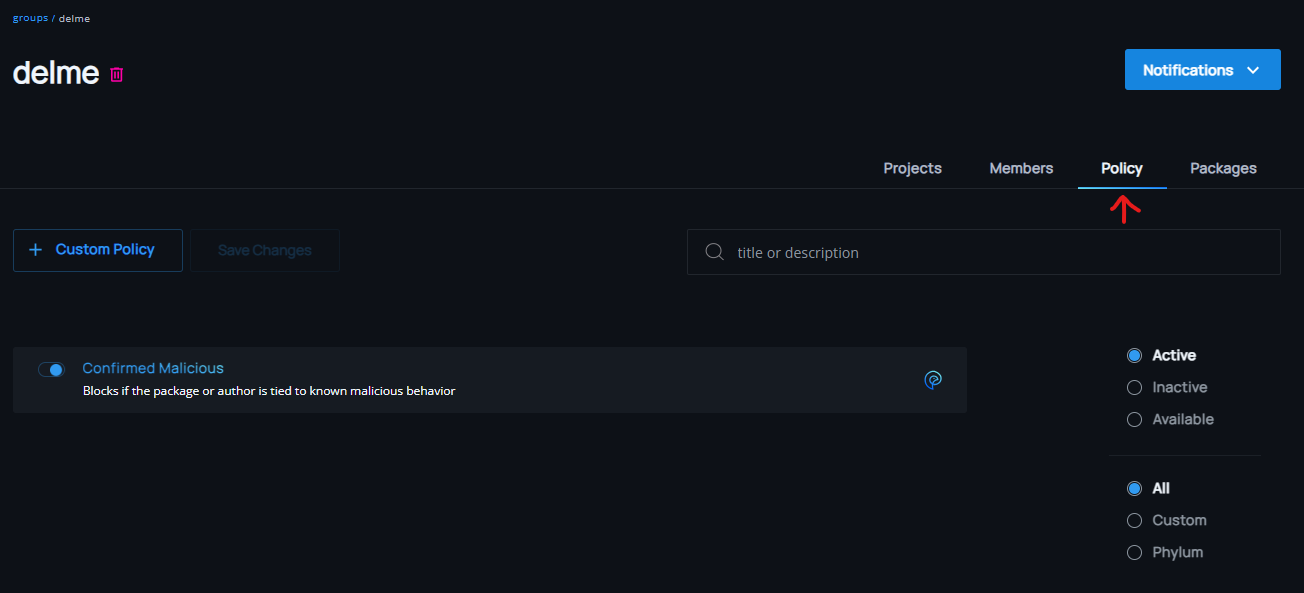 groups / delme
delme
Notifications
Projects Members Policy Packages
+ Custom Policy Save Changes title or description
Confirmed Malicious
Blocks if the package or author is tied to known malicious behavior
Active
Inactive
Available
All
Custom
Phylum